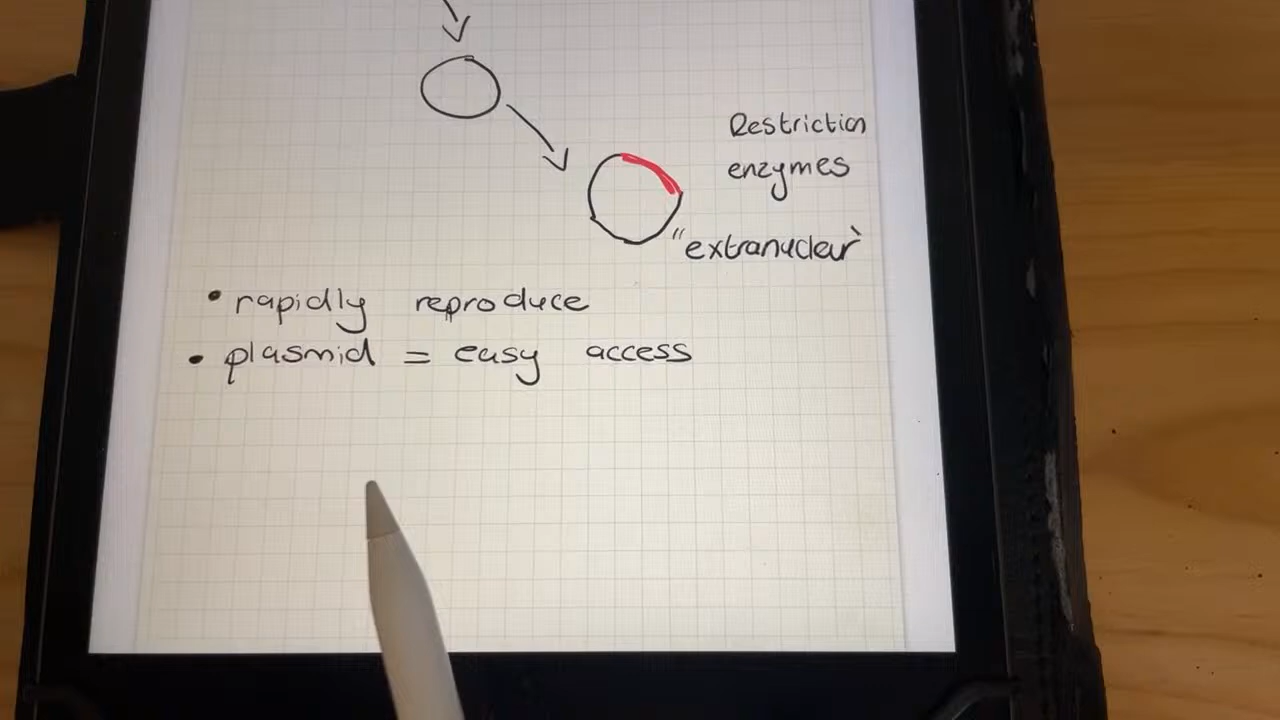 Restriction
enzymes
"extranuclear"
• rapidly reproduce
• plasmid = easy access